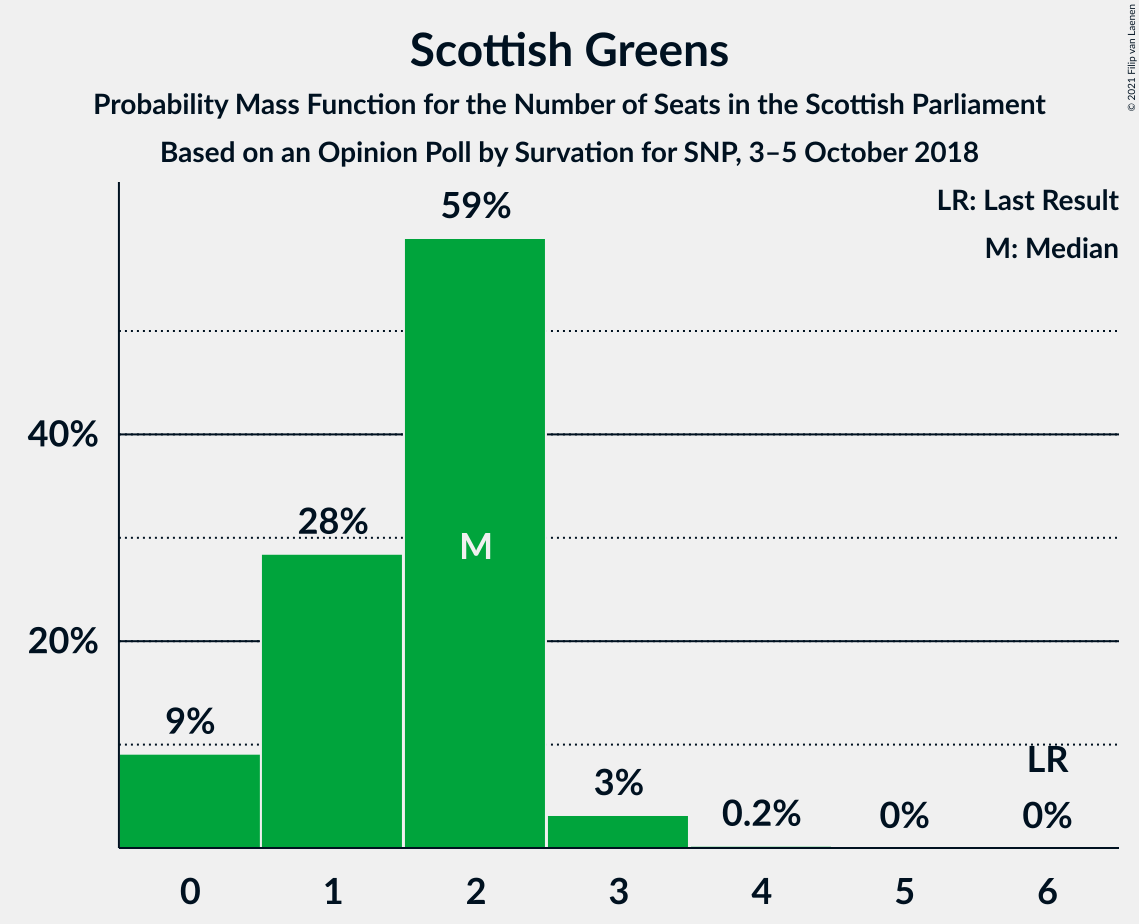 Scottish Greens
Probability Mass Function for the Number of Seats in the Scottish Parliament
Based on an Opinion Poll by Survation for SNP, 3–5 October 2018
© 2021 Filip van Laenen
LR: Last Result
M: Median
59%
40%
28%
M
20%
9%
LR
3%
0.2%
0%
0%
0
1
2
3
4
5
6